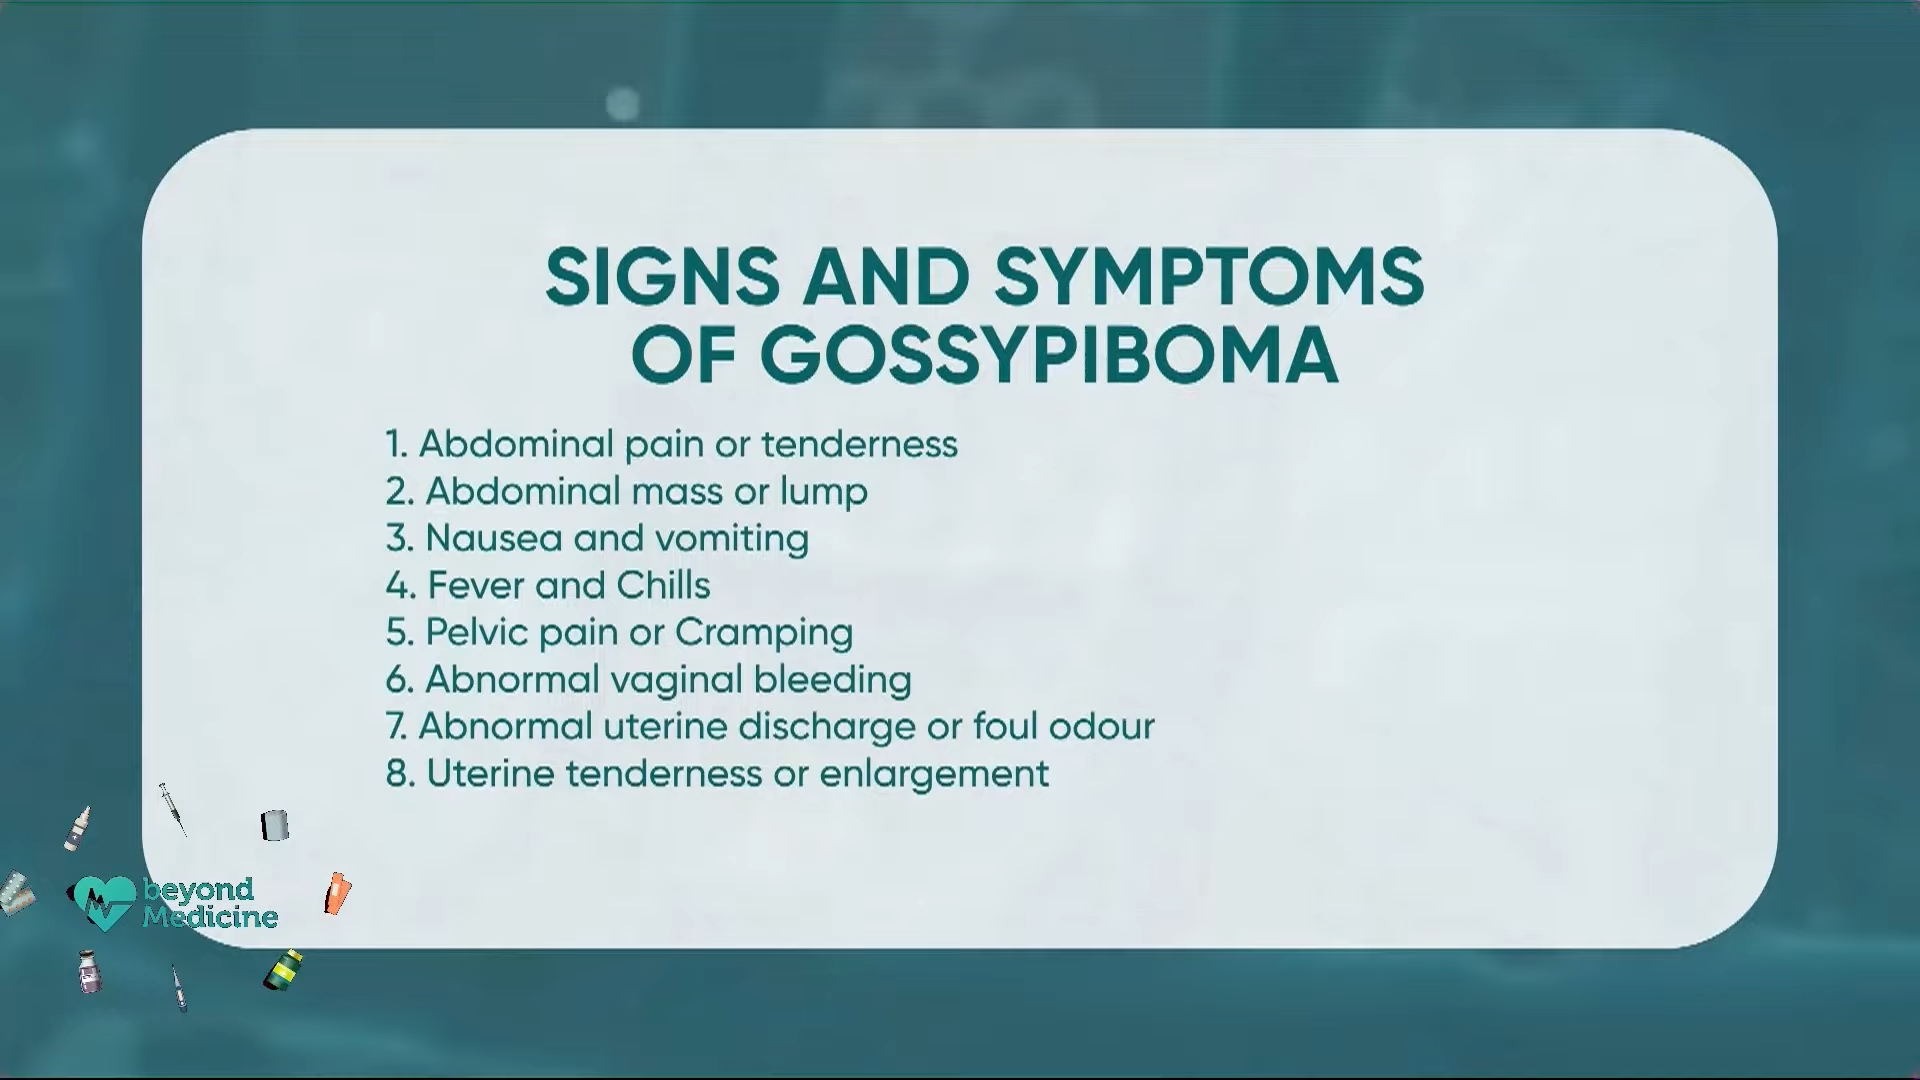 SIGNS AND SYMPTOMS
OF GOSSYPIBOMA
1. Abdominal pain or tenderness
2. Abdominal mass or lump
3. Nausea and vomiting
4. Fever and Chills
5. Pelvic pain or Cramping
6. Abnormal vaginal bleeding
7. Abnormal uterine discharge or foul odour
8. Uterine tenderness or enlargement
beyond
Medicine